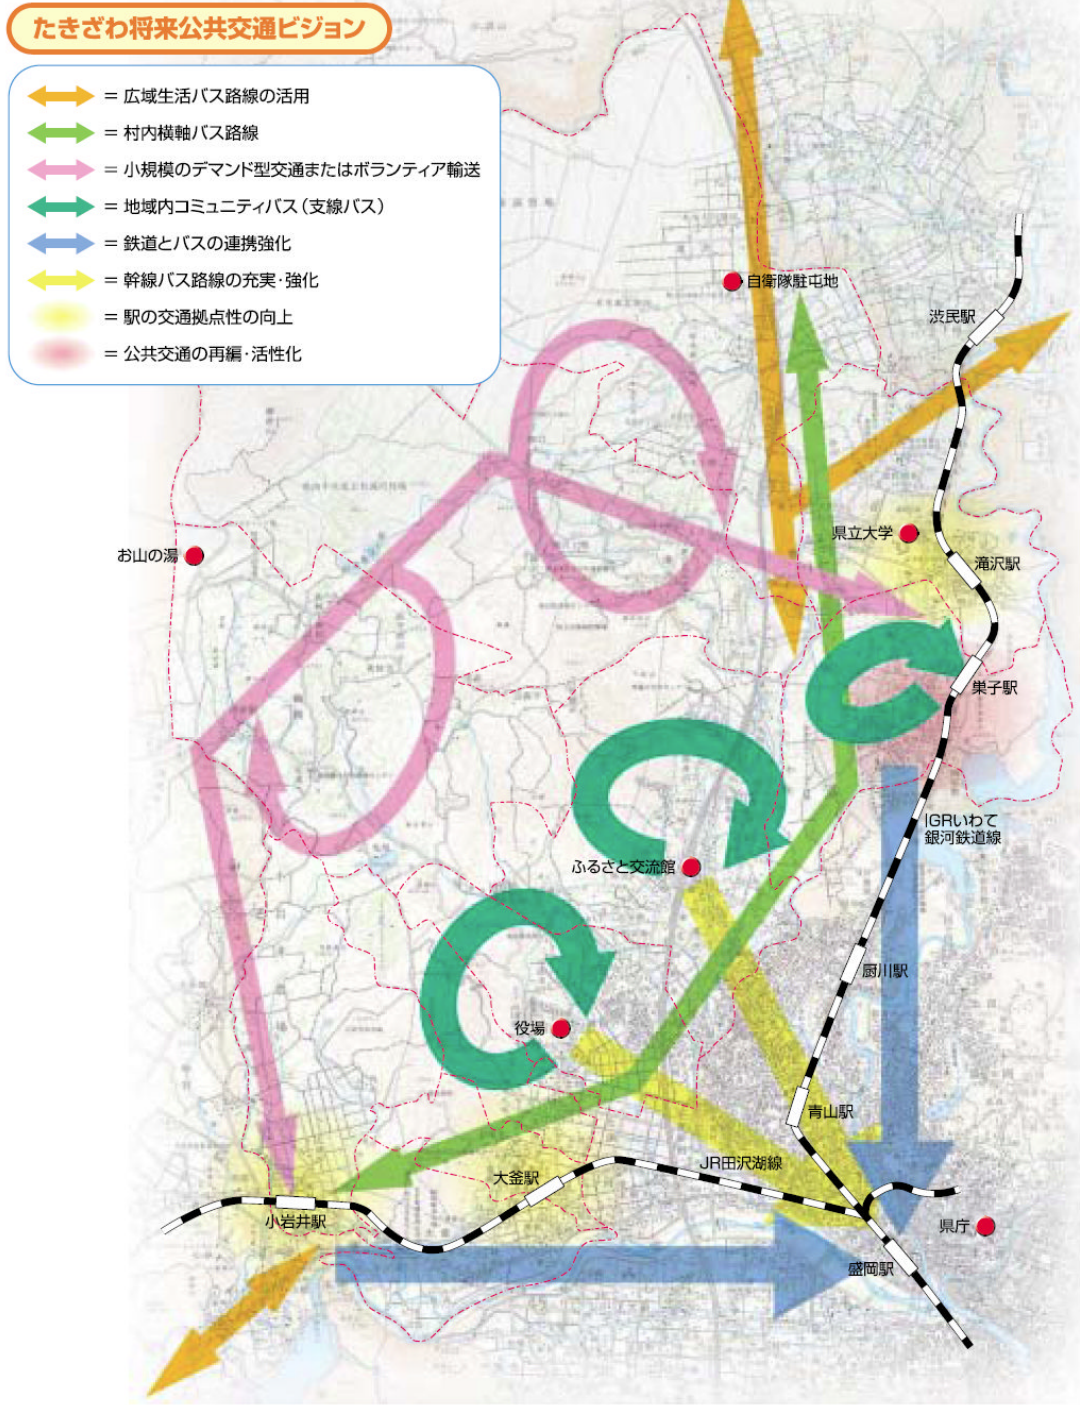 たきざわ将来公共交通ビジョン
= 広域生活バス路線の活用
= 村内横軸バス路線
= 小規模のデマンド型交通またはボランティア輸送
= 地域内コミュニティバス（支線バス）
= 鉄道とバスの連携強化
= 幹線バス路線の充実・強化
= 駅の交通拠点性の向上
= 公共交通の再編・活性化
自衛隊駐屯地
渋民駅
県立大学
お山の湯
滝沢駅
巣子駅
IGRいわて
銀河鉄道線
ふるさと交流館
厨川駅
役場
青山駅
JR田沢湖線
大釜駅
小岩井駅
県庁
盛岡駅